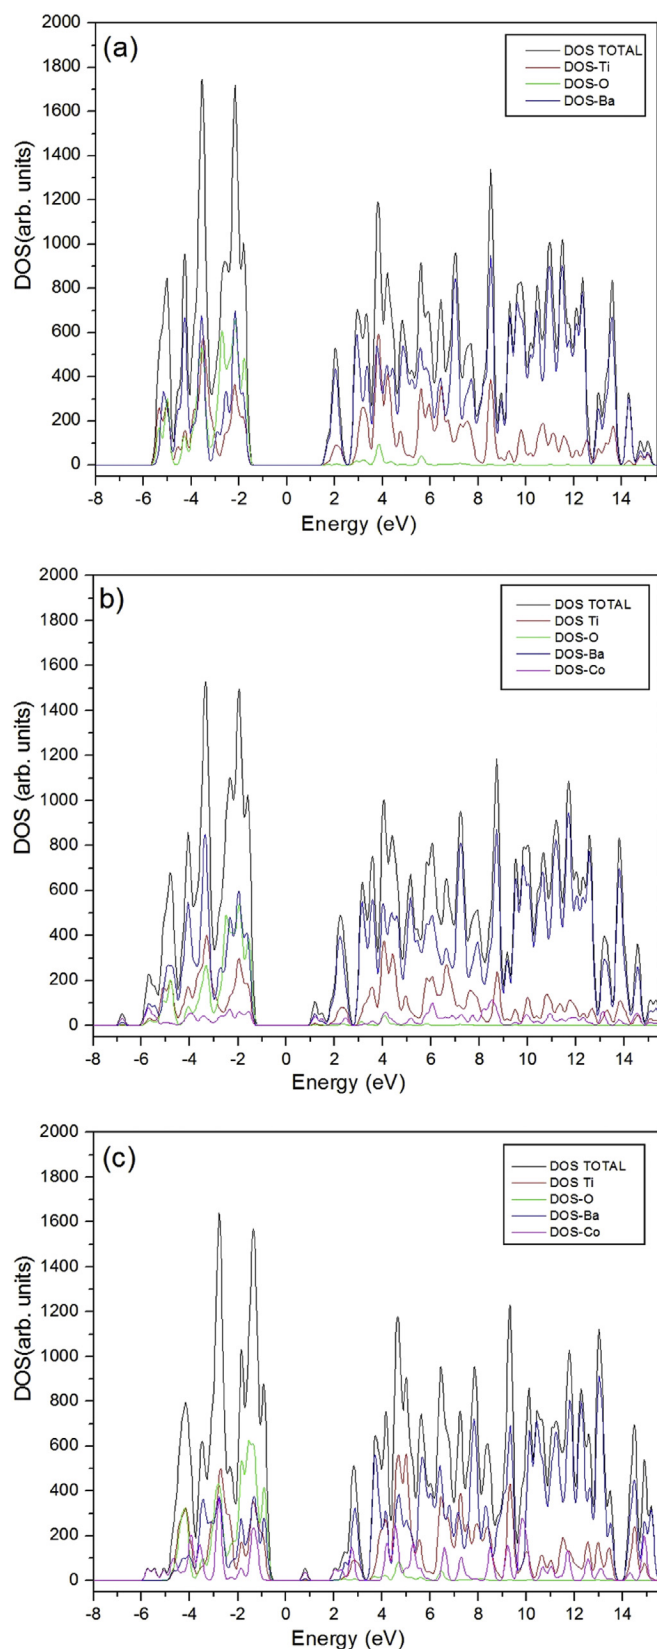 (a)
DOS TOTAL
DOS-Ti
DOS-O
DOS-Ba
DOS(arb. units)
2000
1800
1600
1400
1200
1000
800
600
400
200
0
-8 -6 -4 -2 0 2 4 6 8 10 12 14
Energy (eV)
b)
DOS TOTAL
DOS Ti
DOS-O
DOS-Ba
DOS-Co
DOS (arb. units)
2000
1800
1600
1400
1200
1000
800
600
400
200
0
-8 -6 -4 -2 0 2 4 6 8 10 12 14
Energy (eV)
(c)
DOS TOTAL
DOS Ti
DOS-O
DOS-Ba
DOS-Co
DOS(arb. units)
2000
1800
1600
1400
1200
1000
800
600
400
200
0
-8 -6 -4 -2 0 2 4 6 8 10 12 14
Energy (eV)